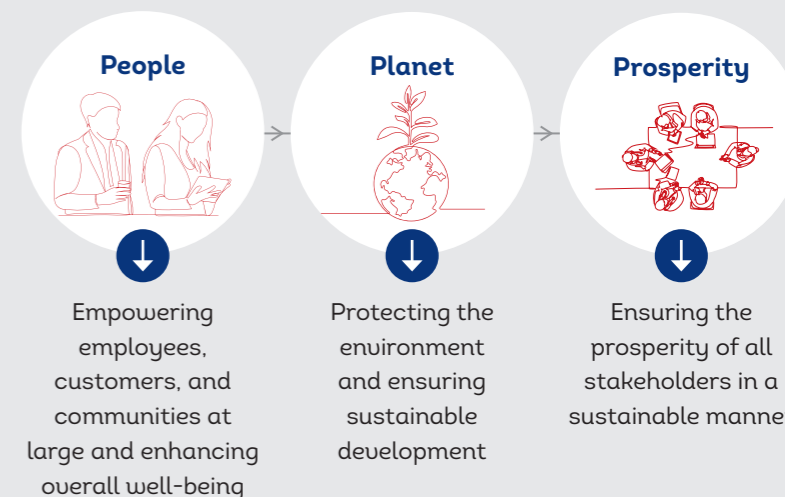 People
Empowering
employees,
customers, and
communities at
large and enhancing
overall well-being
Planet
Protecting the
environment
and ensuring
sustainable
development
Prosperity
Ensuring the
prosperity of all
stakeholders in a
sustainable manne